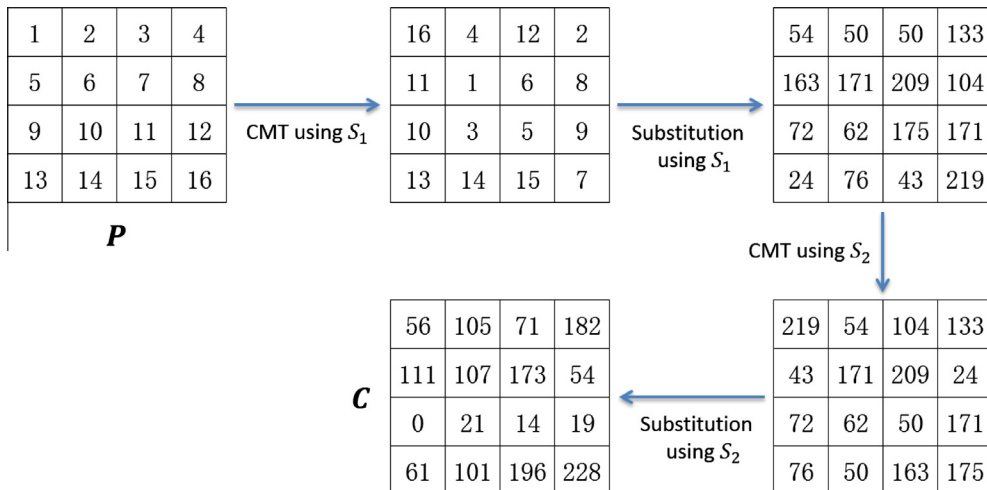 1 2 3 4
5 6 7 8
9 10 11 12
13 14 15 16
P
CMT using S₁
16 4 12 2
11 1 6 8
10 3 5 9
13 14 15 7
Substitution
using S₁
54 50 50 133
163 171 209 104
72 62 175 171
24 76 43 219
CMT using S₂
219 54 104 133
43 171 209 24
72 62 50 171
76 50 163 175
Substitution
using S₂
56 105 71 182
111 107 173 54
0 21 14 19
61 101 196 228
C